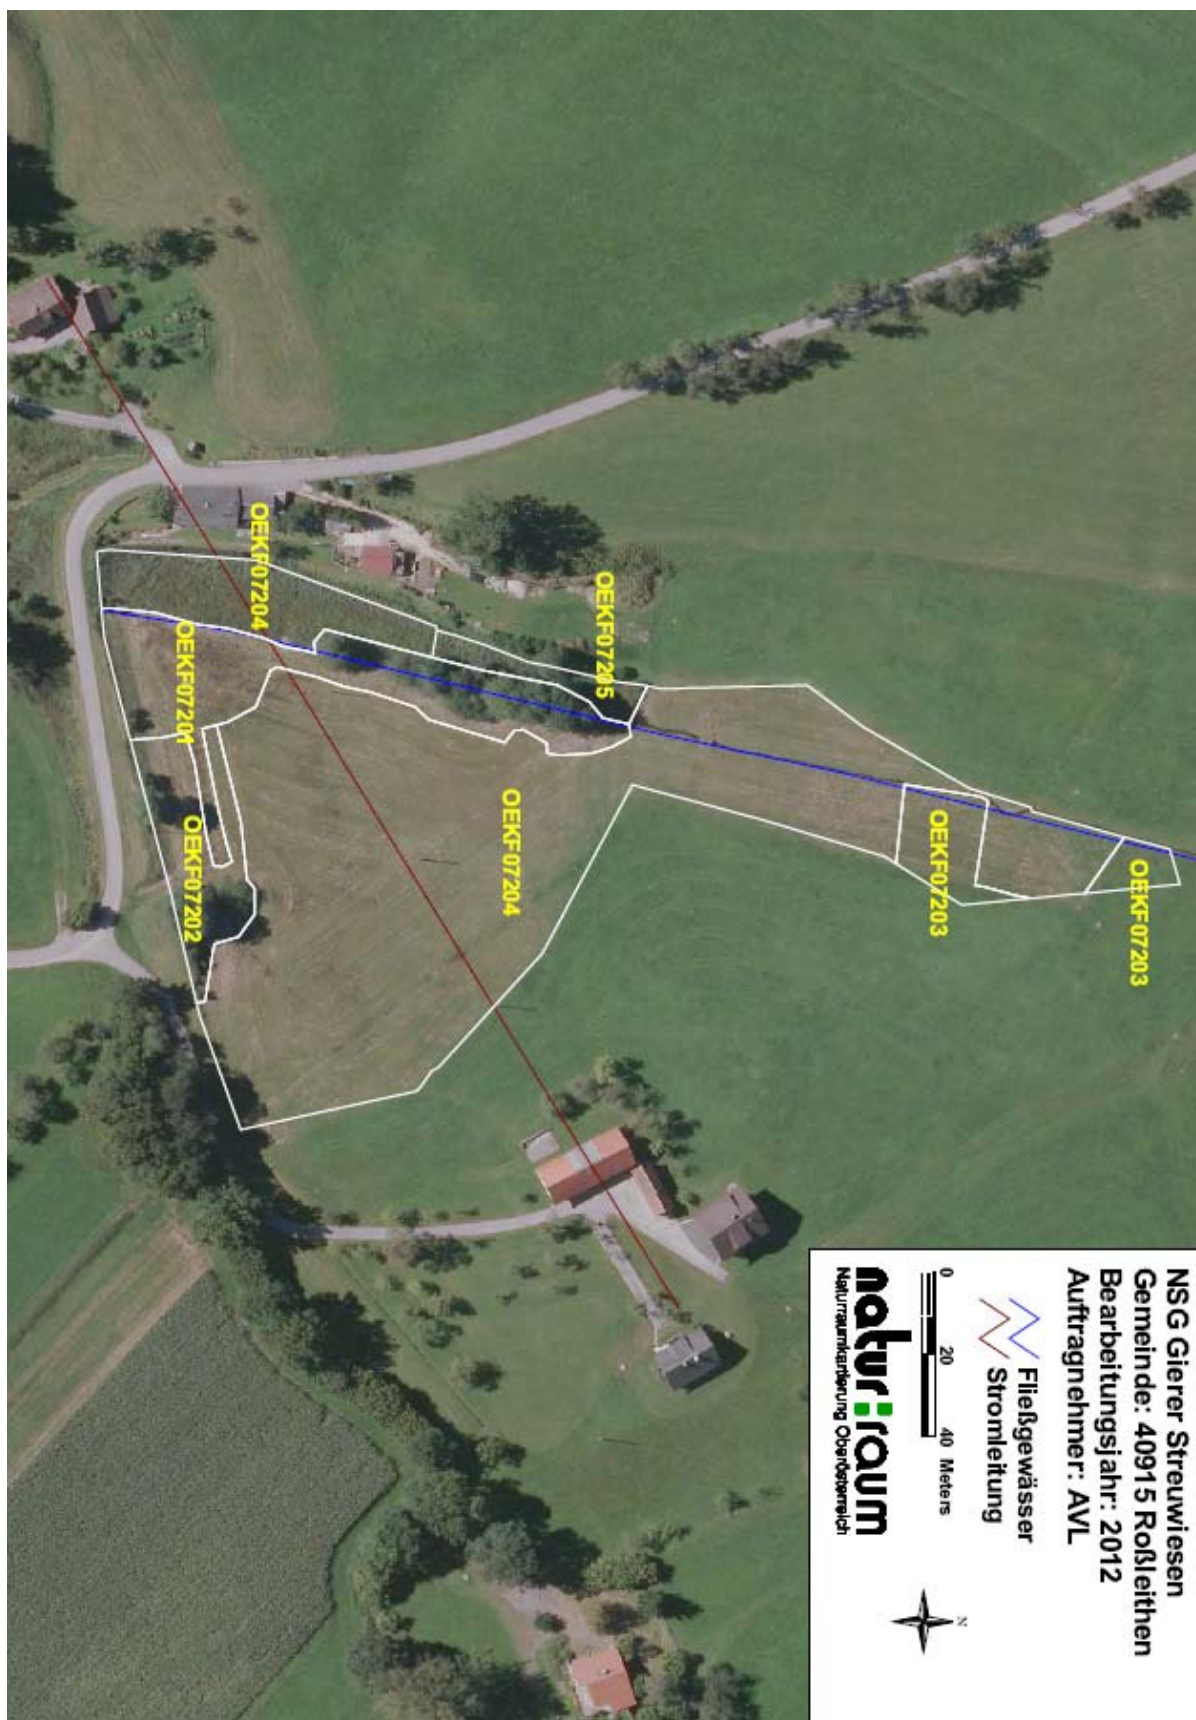 NSG Gierer Streuwiesen
Gemeinde: 40915 Roßleithen
Bearbeitungsjahr: 2012
Auftragnehmer: AVL
Fließgewässer
Stromleitung
0 20 40 Meters
N
natur:raum
Naturraumkartierung Oberösterreich
OEKF07203
OEKF07203
OEKF07205
OEKF07204
OEKF07204
OEKF07201
OEKF07202